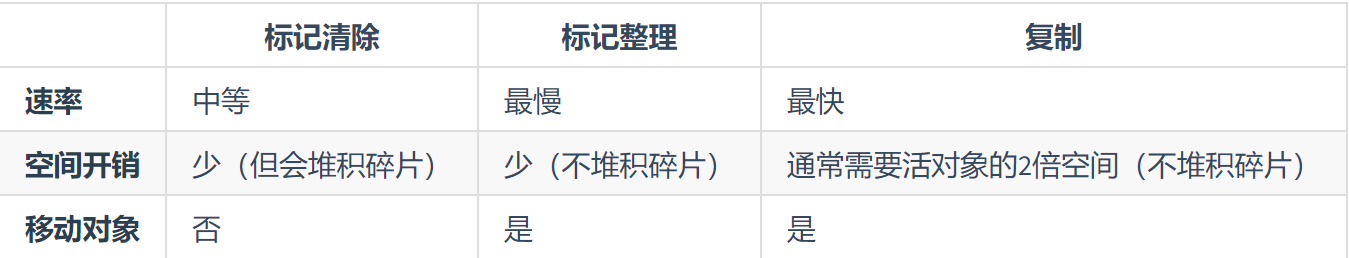 标记清除 标记整理 复制
速率 中等 最慢 最快
空间开销 少（但会堆积碎片） 少（不堆积碎片） 通常需要活对象的2倍空间（不堆积碎片）
移动对象 否 是 是